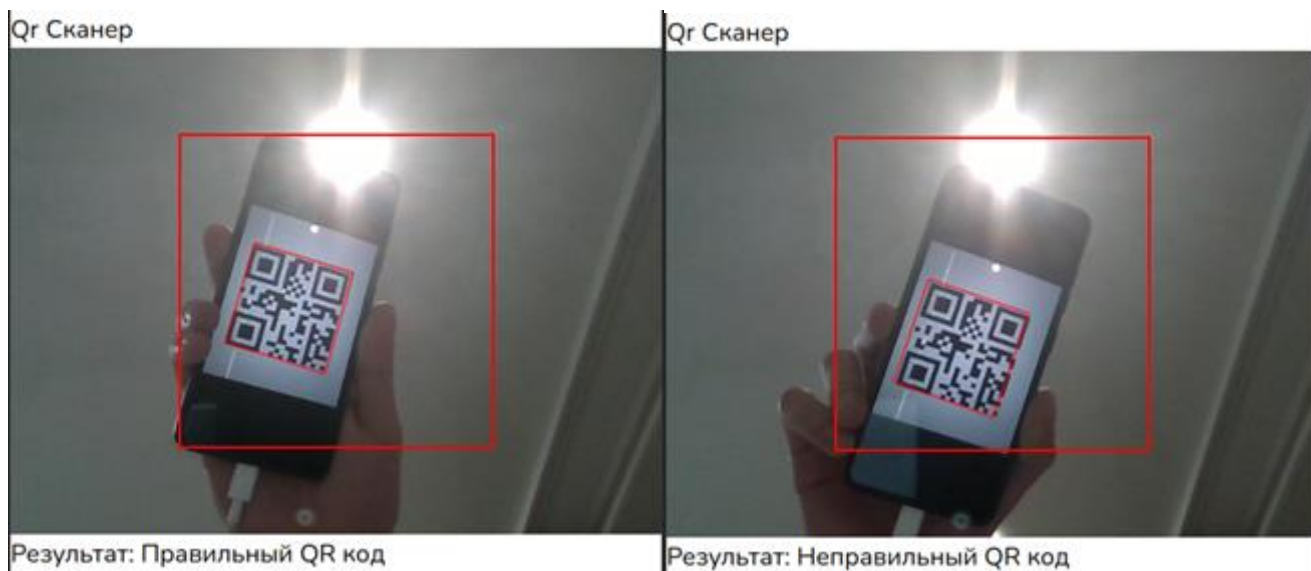 Qr Сканер
Результат: Правильный QR код
Qr Сканер
Результат: Неправильный QR код